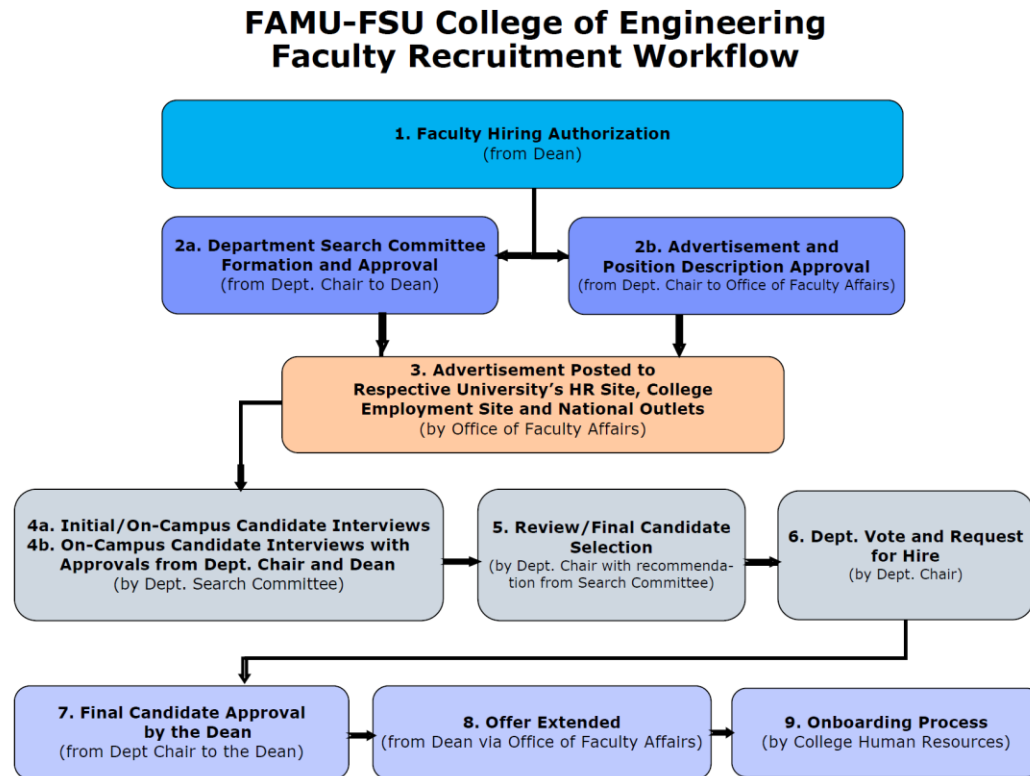 FAMU-FSU College of Engineering
Faculty Recruitment Workflow
1. Faculty Hiring Authorization
(from Dean)
2a. Department Search Committee
Formation and Approval
(from Dept. Chair to Dean)
2b. Advertisement and
Position Description Approval
(from Dept. Chair to Office of Faculty Affairs)
3. Advertisement Posted to
Respective University’s HR Site, College
Employment Site and National Outlets
(by Office of Faculty Affairs)
4a. Initial/On-Campus Candidate Interviews
4b. On-Campus Candidate Interviews with
Approvals from Dept. Chair and Dean
(by Dept. Search Committee)
5. Review/Final Candidate
Selection
(by Dept. Chair with recommenda-
tion from Search Committee)
6. Dept. Vote and Request
for Hire
(by Dept. Chair)
7. Final Candidate Approval
by the Dean
(from Dept Chair to the Dean)
8. Offer Extended
(from Dean via Office of Faculty Affairs)
9. Onboarding Process
(by College Human Resources)